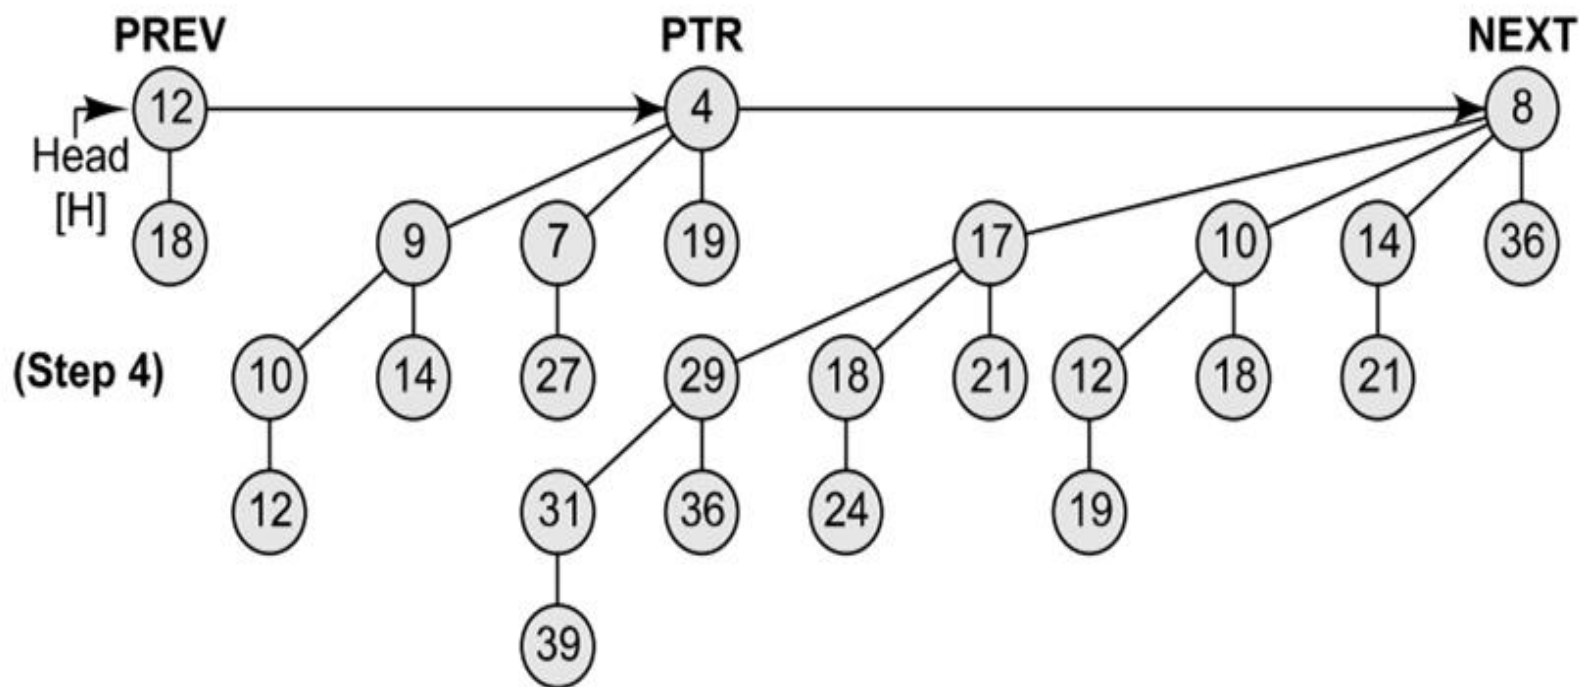 PREV PTR NEXT
12 4 8
Head
[H]
18 9 7 19 17 10 14 36
(Step 4) 10 14 27 29 18 21 12 18 21
12 31 36 24 19
39